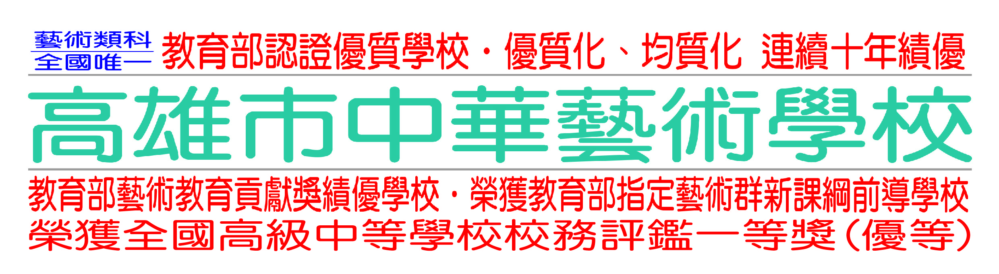 藝術類科
全國唯一
教育部認證優質學校・優質化、均質化 連續十年績優
高雄市中華藝術學校
教育部藝術教育貢獻獎績優學校・榮獲教育部指定藝術群新課綱前導學校
榮獲全國高級中等學校校務評鑑一等獎(優等)